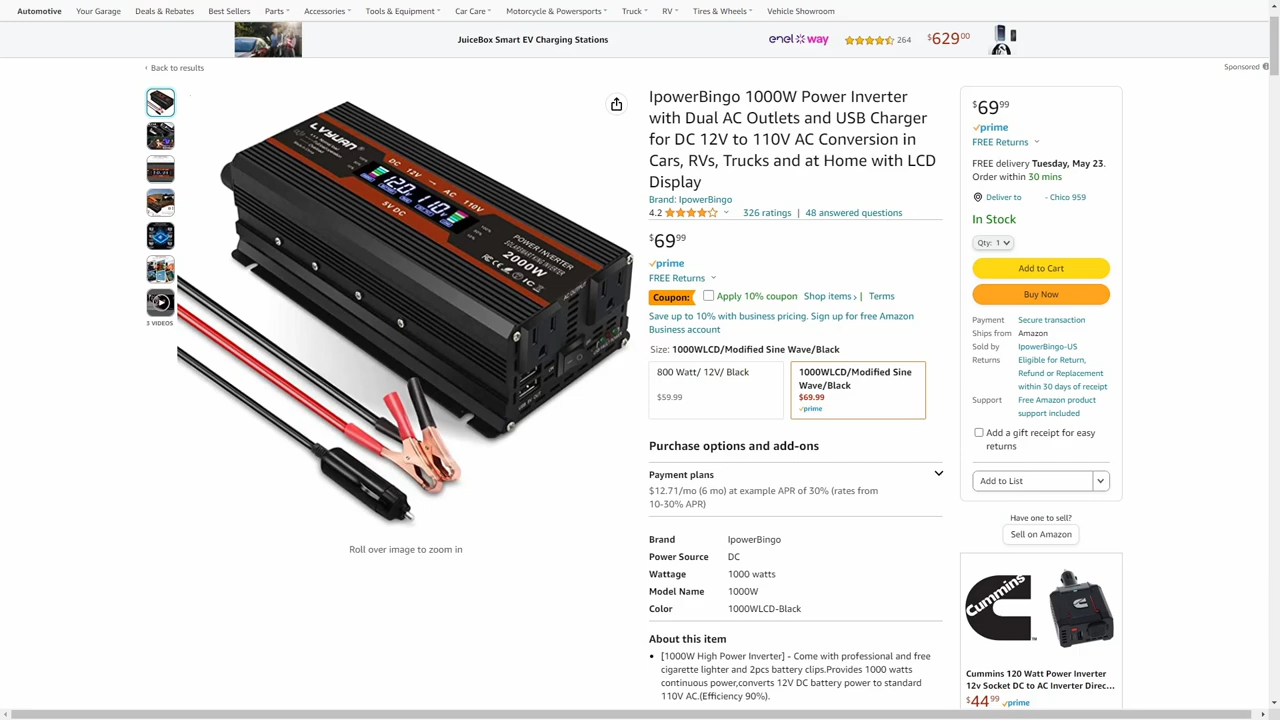 Automotive Your Garage Deals & Rebates Best Sellers Parts Accessories Tools & Equipment Car Care Motorcycle & Powersports Truck RV Tires & Wheels Vehicle Showroom
JuiceBox Smart EV Charging Stations enel way 264 $629 00
‹ Back to results
Sponsored
LVYUAN
DC 12V - AC 110V
120 110
5V DC
POWER INVERTER
2000W
3 VIDEOS
Roll over image to zoom in
IpowerBingo 1000W Power Inverter
with Dual AC Outlets and USB Charger
for DC 12V to 110V AC Conversion in
Cars, RVs, Trucks and at Home with LCD
Display
Brand: IpowerBingo
4.2 326 ratings | 48 answered questions
$69 99
prime
FREE Returns
Coupon: Apply 10% coupon Shop items › | Terms
Save up to 10% with business pricing. Sign up for free Amazon
Business account
Size: 1000WLCD/Modified Sine Wave/Black
800 Watt/ 12V/ Black
$59.99
1000WLCD/Modified Sine
Wave/Black
$69.99
prime
Purchase options and add-ons
Payment plans
$12.71/mo (6 mo) at example APR of 30% (rates from
10-30% APR)
Brand IpowerBingo
Power Source DC
Wattage 1000 watts
Model Name 1000W
Color 1000WLCD-Black
About this item
• [1000W High Power Inverter] - Come with professional and free
cigarette lighter and 2pcs battery clips.Provides 1000 watts
continuous power,converts 12V DC battery power to standard
110V AC.(Efficiency 90%).
$69 99
prime
FREE Returns
FREE delivery Tuesday, May 23.
Order within 30 mins
Deliver to - Chico 959
In Stock
Qty: 1
Add to Cart
Buy Now
Payment Secure transaction
Ships from Amazon
Sold by IpowerBingo-US
Returns Eligible for Return,
Refund or Replacement
within 30 days of receipt
Support Free Amazon product
support included
Add a gift receipt for easy
returns
Add to List
Have one to sell?
Sell on Amazon
Cummins
Cummins 120 Watt Power Inverter
12v Socket DC to AC Inverter Direc...
$44 99 prime